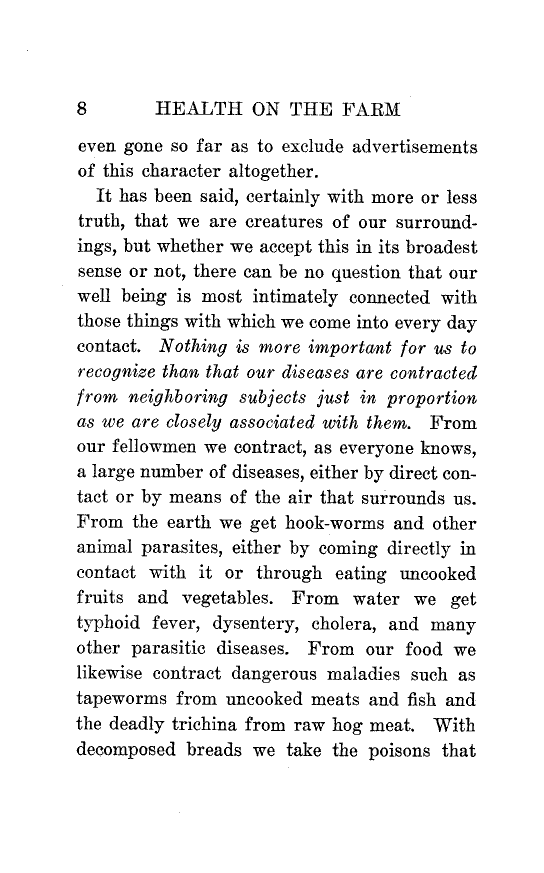 8 HEALTH ON THE FARM
even gone so far as to exclude advertisements
of this character altogether.
It has been said, certainly with more or less
truth, that we are creatures of our surround-
ings, but whether we accept this in its broadest
sense or not, there can be no question that our
well being is most intimately connected with
those things with which we come into every day
contact. Nothing is more important for us to
recognize than that our diseases are contracted
from neighboring subjects just in proportion
as we are closely associated with them. From
our fellowmen we contract, as everyone knows,
a large number of diseases, either by direct con-
tact or by means of the air that surrounds us.
From the earth we get hook-worms and other
animal parasites, either by coming directly in
contact with it or through eating uncooked
fruits and vegetables. From water we get
typhoid fever, dysentery, cholera, and many
other parasitic diseases. From our food we
likewise contract dangerous maladies such as
tapeworms from uncooked meats and fish and
the deadly trichina from raw hog meat. With
decomposed breads we take the poisons that